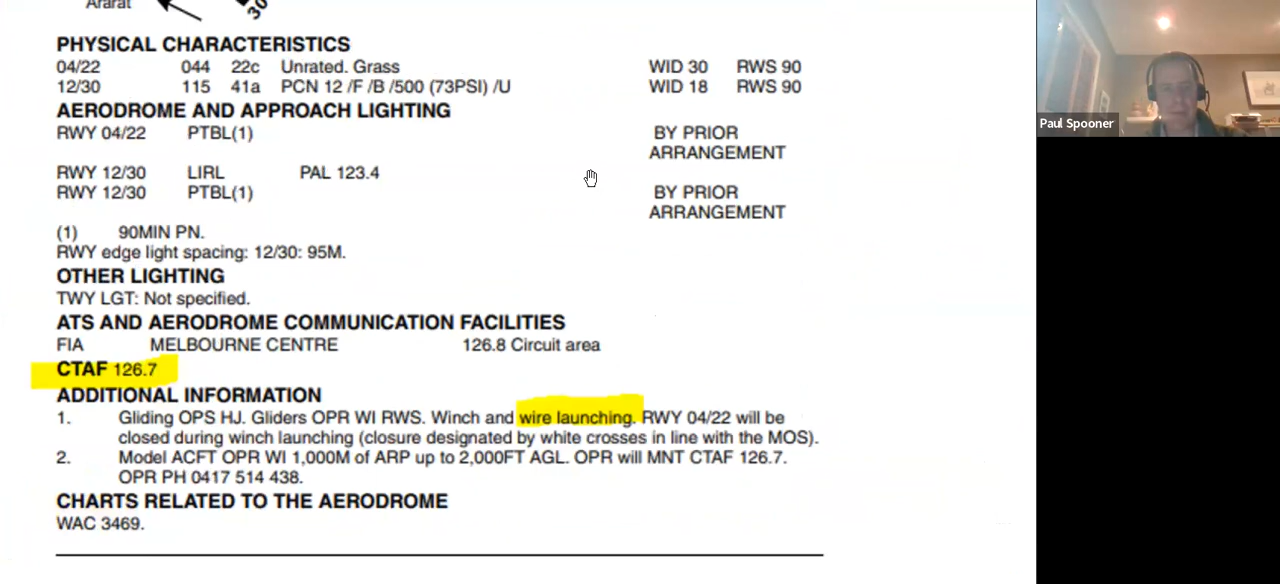 Ararat
30
PHYSICAL CHARACTERISTICS
04/22 044 22c Unrated. Grass WID 30 RWS 90
12/30 115 41a PCN 12 /F /B /500 (73PSI) /U WID 18 RWS 90
AERODROME AND APPROACH LIGHTING
RWY 04/22 PTBL(1) BY PRIOR
ARRANGEMENT
RWY 12/30 LIRL PAL 123.4
RWY 12/30 PTBL(1) BY PRIOR
ARRANGEMENT
(1) 90MIN PN.
RWY edge light spacing: 12/30: 95M.
OTHER LIGHTING
TWY LGT: Not specified.
ATS AND AERODROME COMMUNICATION FACILITIES
FIA MELBOURNE CENTRE 126.8 Circuit area
CTAF 126.7
ADDITIONAL INFORMATION
1. Gliding OPS HJ. Gliders OPR WI RWS. Winch and wire launching. RWY 04/22 will be
closed during winch launching (closure designated by white crosses in line with the MOS).
2. Model ACFT OPR WI 1,000M of ARP up to 2,000FT AGL. OPR will MNT CTAF 126.7.
OPR PH 0417 514 438.
CHARTS RELATED TO THE AERODROME
WAC 3469.
Paul Spooner